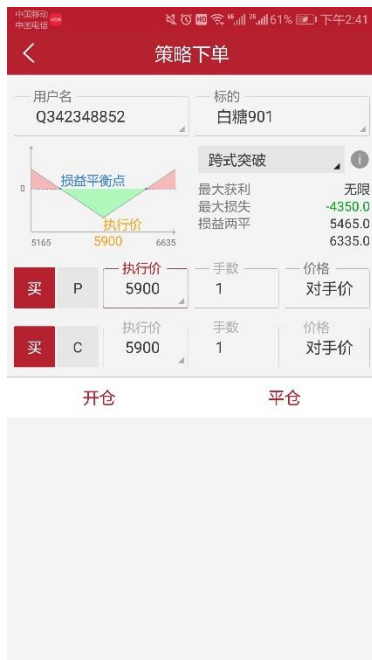 中国移动
中国电信
HD 46 2G 61% 下午2:41
策略下单
用户名
Q342348852
标的
白糖901
跨式突破
0
损益平衡点
执行价
5165
5900
6635
最大获利 无限
最大损失 -4350.0
损益两平 5465.0
6335.0
买 P 执行价 5900 手数 1 价格 对手价
买 C 执行价 5900 手数 1 价格 对手价
开仓 平仓